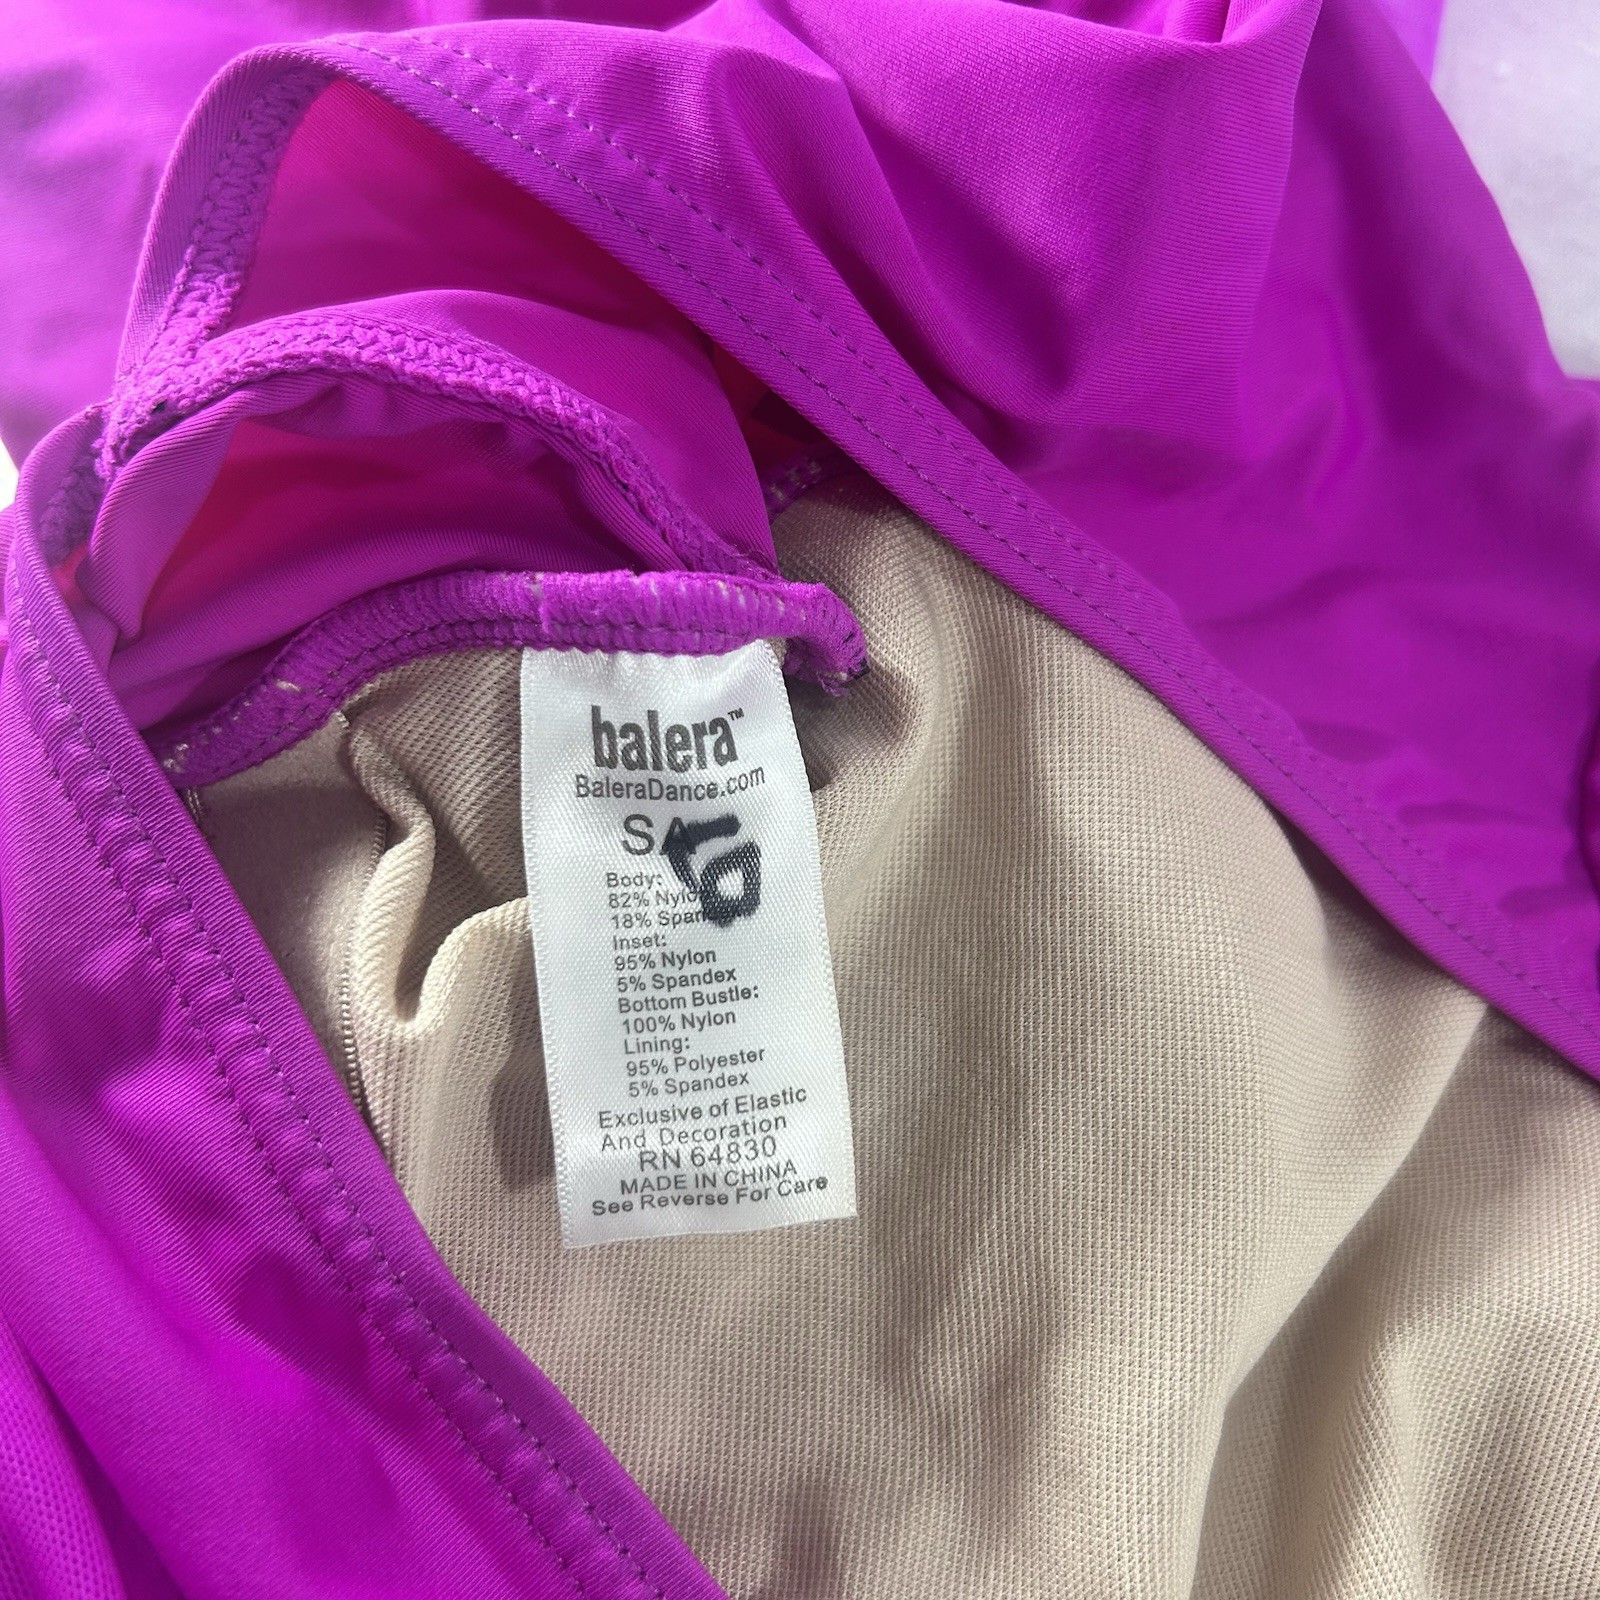 balera™
BaleraDance.com
SA
Body:
82% Nylo
18% Span
Inset:
95% Nylon
5% Spandex
Bottom Bustle:
100% Nylon
Lining:
95% Polyester
5% Spandex
Exclusive of Elastic
And Decoration
RN 64830
MADE IN CHINA
See Reverse For Care